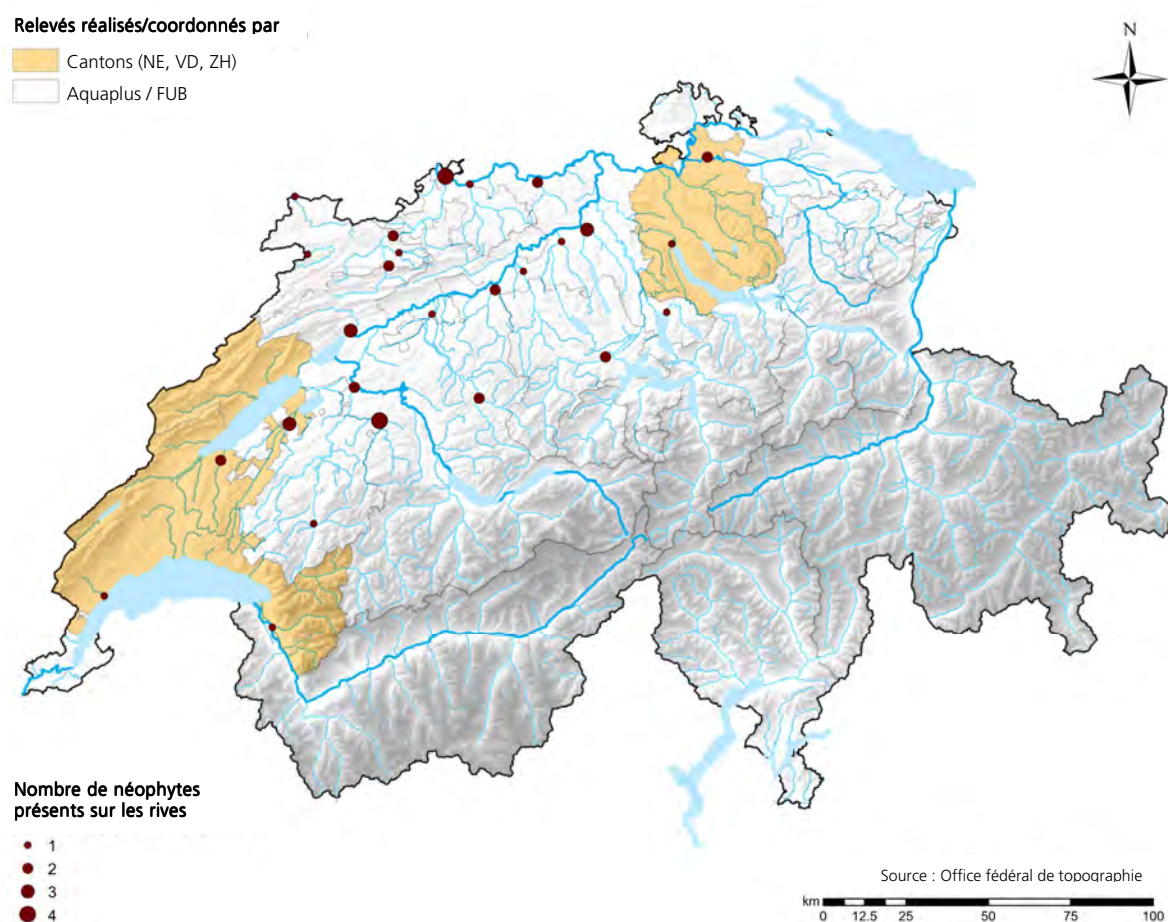 Relevés réalisés/coordonnés par
Cantons (NE, VD, ZH)
Aquaplus / FUB
N
Nombre de néophytes
présents sur les rives
1
2
3
4
Source : Office fédéral de topographie
km
0 12.5 25 50 75 100